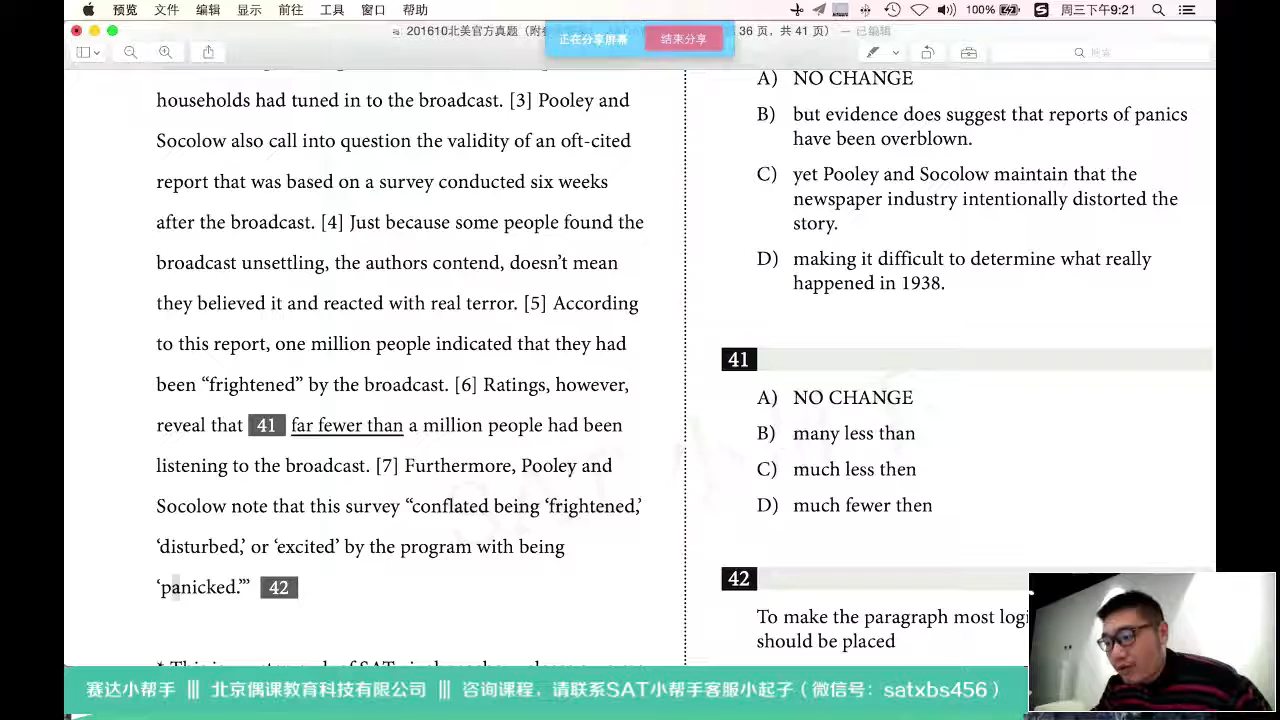 预览 文件 编辑 显示 前往 工具 窗口 帮助
100% 周三下午9:21
36 页，共 41 页） — 已编辑
正在分享屏幕 结束分享
搜索
households had tuned in to the broadcast. [3] Pooley and
Socolow also call into question the validity of an oft-cited
report that was based on a survey conducted six weeks
after the broadcast. [4] Just because some people found the
broadcast unsettling, the authors contend, doesn’t mean
they believed it and reacted with real terror. [5] According
to this report, one million people indicated that they had
been “frightened” by the broadcast. [6] Ratings, however,
reveal that 41 far fewer than a million people had been
listening to the broadcast. [7] Furthermore, Pooley and
Socolow note that this survey “conflated being ‘frightened,’
‘disturbed,’ or ‘excited’ by the program with being
‘panicked.’” 42
A) NO CHANGE
B) but evidence does suggest that reports of panics
have been overblown.
C) yet Pooley and Socolow maintain that the
newspaper industry intentionally distorted the
story.
D) making it difficult to determine what really
happened in 1938.
41
A) NO CHANGE
B) many less than
C) much less then
D) much fewer then
42
To make the paragraph most logi
should be placed
赛达小帮手 ||| 北京偶课教育科技有限公司 ||| 咨询课程，请联系SAT小帮手客服小起子（微信号：satxbs456）